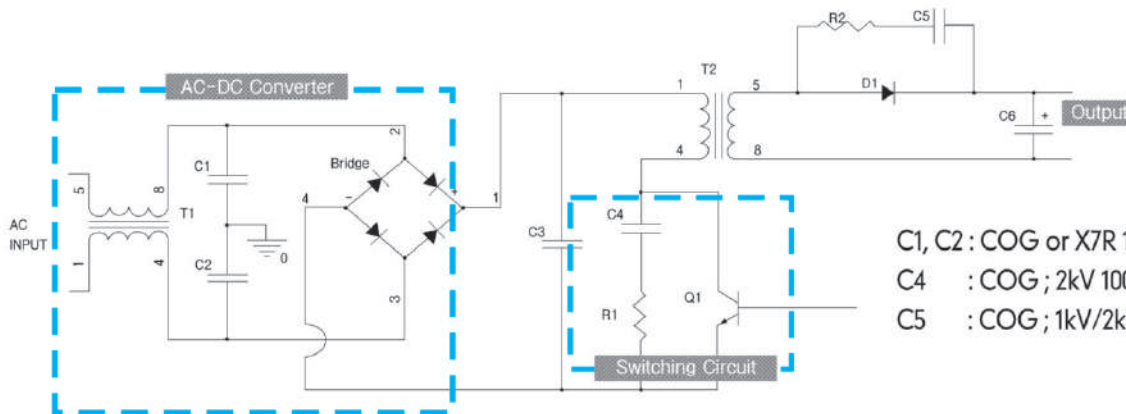 AC-DC Converter
AC
INPUT
5
1
8
4
T1
C1
C2
0
Bridge
2
4
-
+
1
3
C3
1
4
T2
5
8
R2
C5
D1
C6
+
Output
C4
R1
Q1
Switching Circuit
C1, C2 : COG or X7R 1
C4 : COG ; 2kV 100
C5 : COG ; 1kV/2k